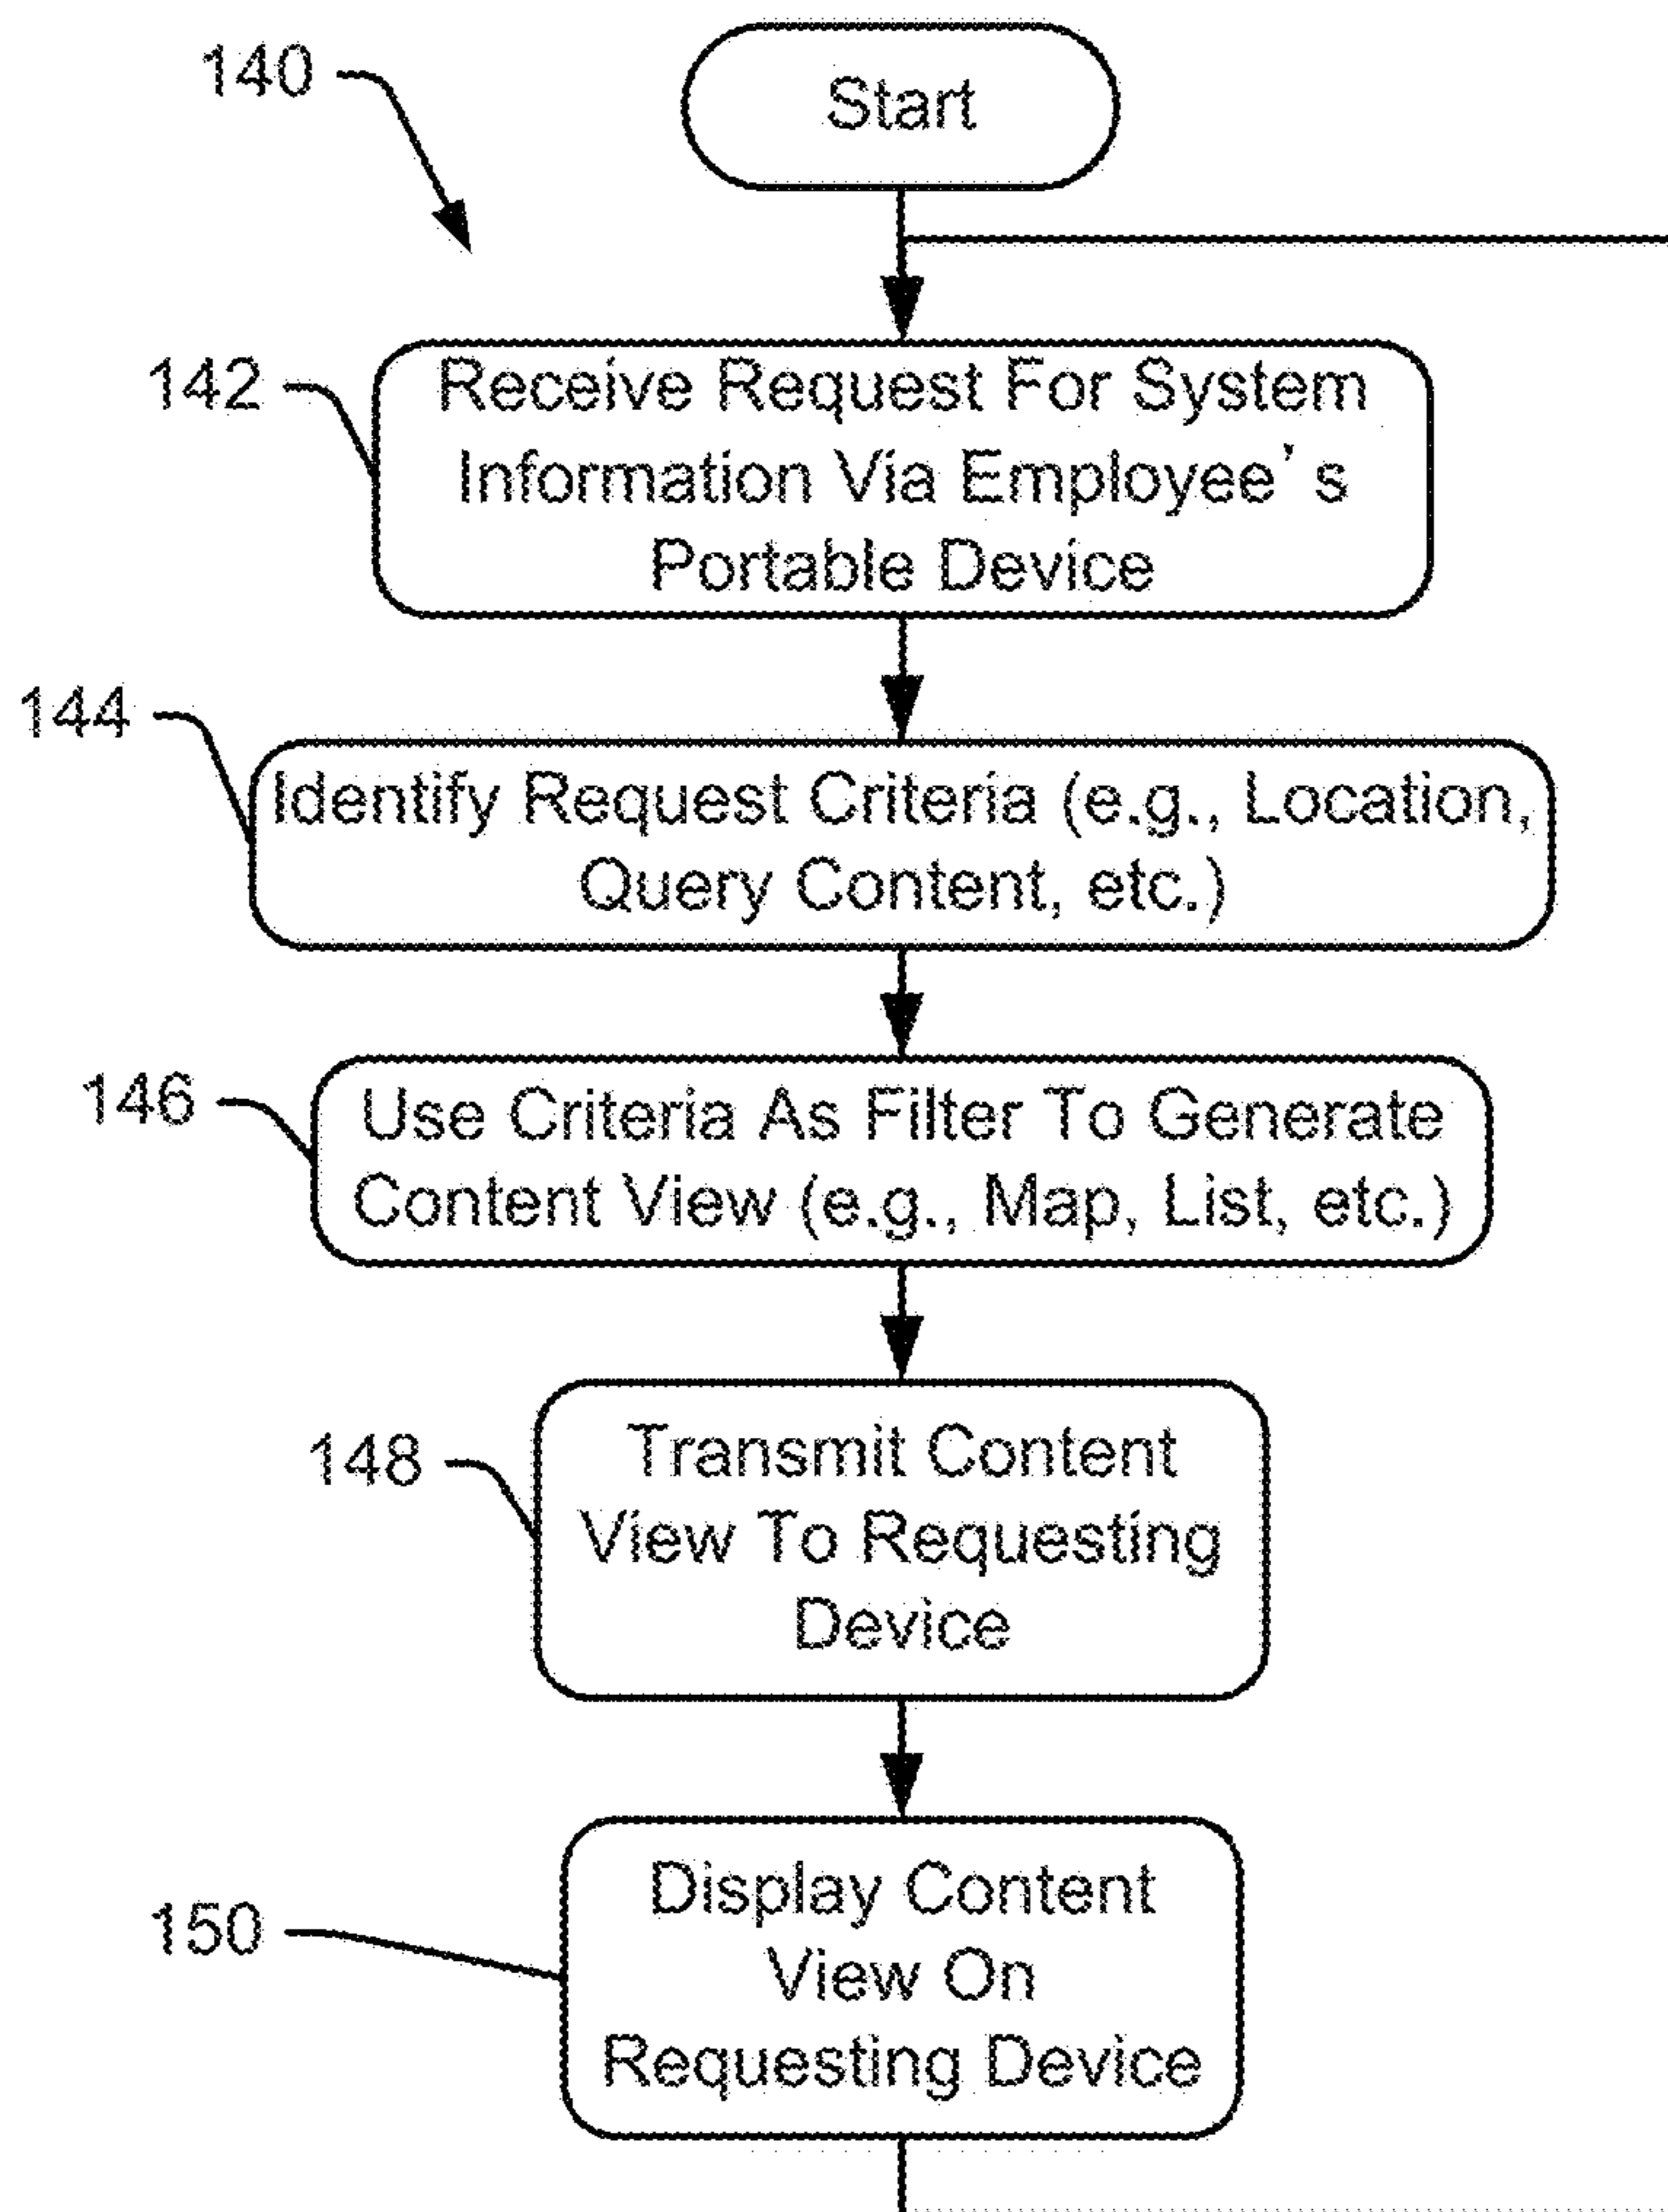 140
Start
142
Receive Request For System
Information Via Employee's
Portable Device
144
Identify Request Criteria (e.g., Location,
Query Content, etc.)
146
Use Criteria As Filter To Generate
Content View (e.g., Map, List, etc.)
148
Transmit Content
View To Requesting
Device
150
Display Content
View On
Requesting Device